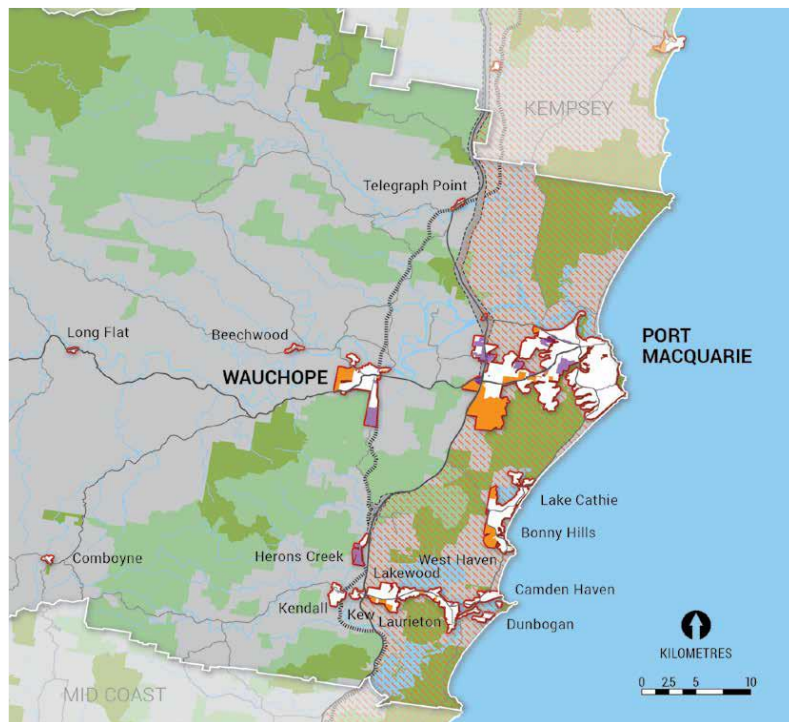 KEMPSEY
Telegraph Point
Long Flat
Beechwood
PORT
MACQUARIE
WAUCHOPE
Lake Cathie
Bonny Hills
Comboyne
Herons Creek
West Haven
Lakewood
Camden Haven
Kendall
Kew
Laurieton
Dunbogan
KILOMETRES
0 2.5 5 10
MID COAST